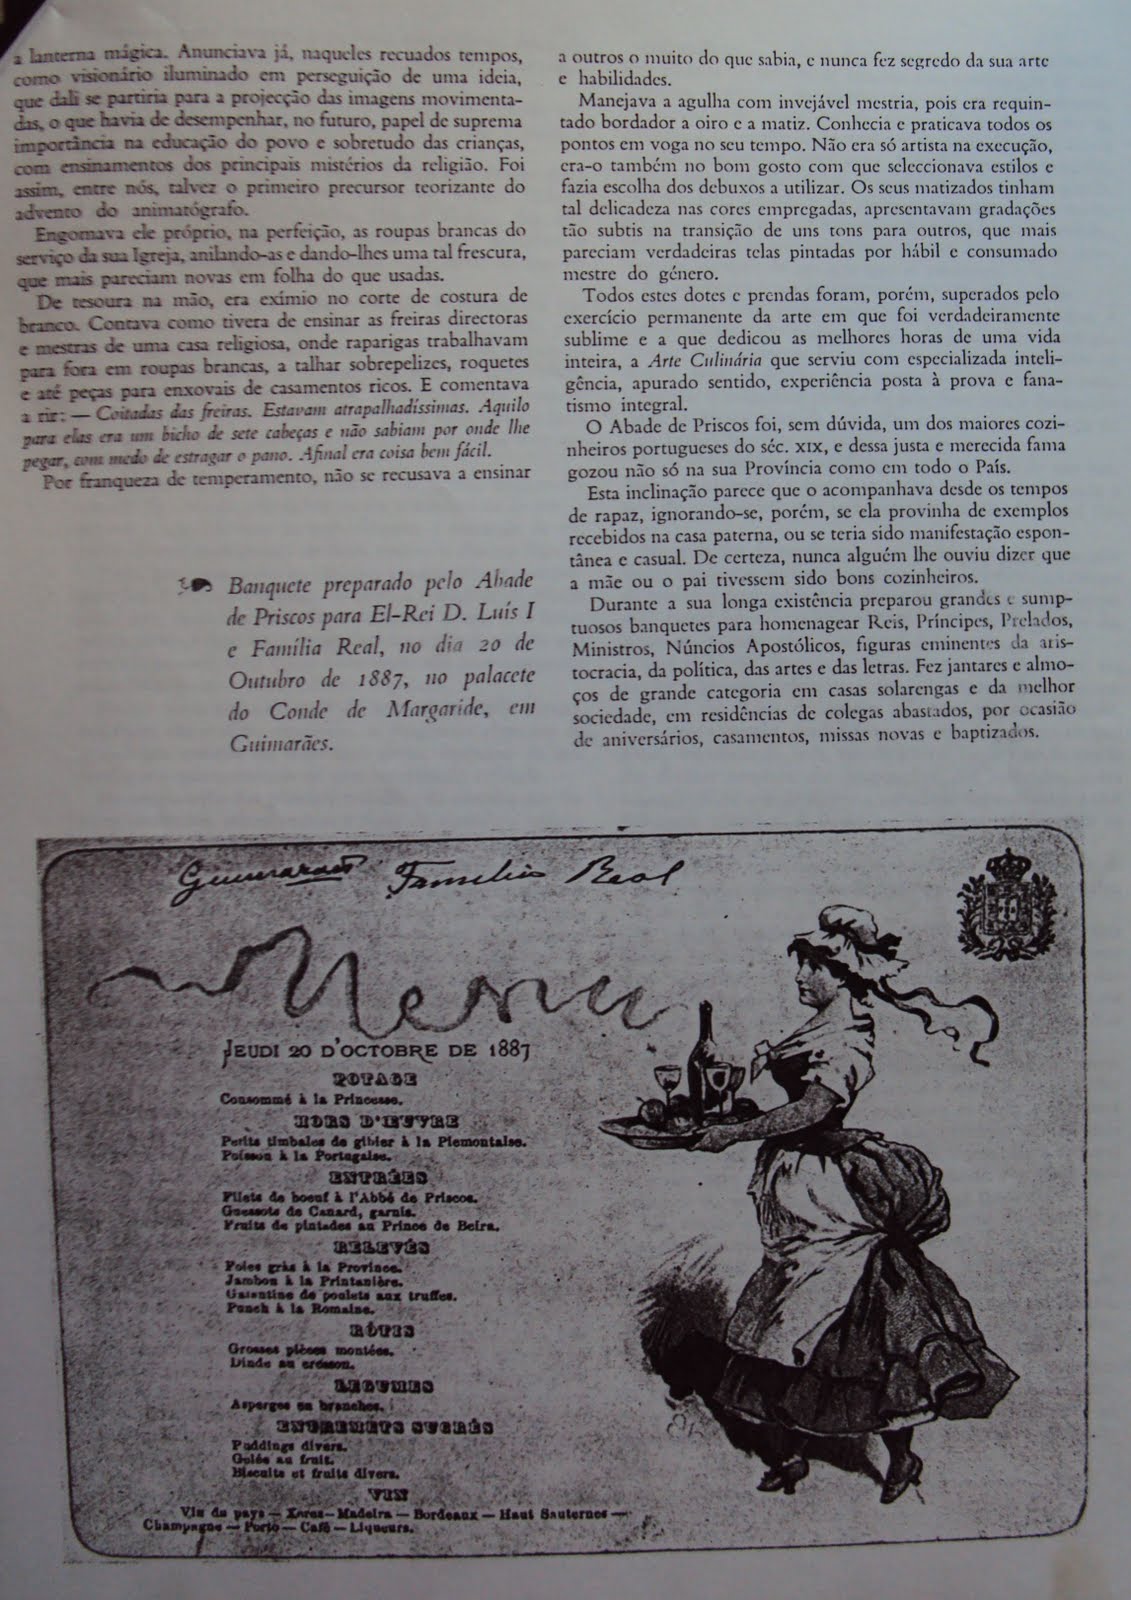 a lanterna mágica. Anunciava já, naqueles recuados tempos,
como visionário iluminado em perseguição de uma ideia,
que dali se partiria para a projecção das imagens movimenta-
das, o que havia de desempenhar, no futuro, papel de suprema
importância na educação do povo e sobretudo das crianças,
com ensinamentos dos principais mistérios da religião. Foi
assim, entre nós, talvez o primeiro precursor teorizante do
advento do animatógrafo.
Engomava ele próprio, na perfeição, as roupas brancas do
serviço da sua Igreja, anilando-as e dando-lhes uma tal frescura,
que mais pareciam novas em folha do que usadas.
De tesoura na mão, era exímio no corte de costura de
branco. Contava como tivera de ensinar as freiras directoras
e mestras de uma casa religiosa, onde raparigas trabalhavam
para fora em roupas brancas, a talhar sobrepelizes, roquetes
e até peças para enxovais de casamentos ricos. E comentava
a rir: — Coitadas das freiras. Estavam atrapalhadíssimas. Aquilo
para elas era um bicho de sete cabeças e não sabiam por onde lhe
pegar, com medo de estragar o pano. Afinal era coisa bem fácil.
Por franqueza de temperamento, não se recusava a ensinar
a outros o muito do que sabia, e nunca fez segredo da sua arte
e habilidades.
Manejava a agulha com invejável mestria, pois era requin-
tado bordador a oiro e a matiz. Conhecia e praticava todos os
pontos em voga no seu tempo. Não era só artista na execução,
era-o também no bom gosto com que seleccionava estilos e
fazia escolha dos debuxos a utilizar. Os seus matizados tinham
tal delicadeza nas cores empregadas, apresentavam gradações
tão subtis na transição de uns tons para outros, que mais
pareciam verdadeiras telas pintadas por hábil e consumado
mestre do género.
Todos estes dotes e prendas foram, porém, superados pelo
exercício permanente da arte em que foi verdadeiramente
sublime e a que dedicou as melhores horas de uma vida
inteira, a Arte Culinária que serviu com especializada inteli-
gência, apurado sentido, experiência posta à prova e fana-
tismo integral.
O Abade de Priscos foi, sem dúvida, um dos maiores cozi-
nheiros portugueses do séc. XIX, e dessa justa e merecida fama
gozou não só na sua Província como em todo o País.
Esta inclinação parece que o acompanhava desde os tempos
de rapaz, ignorando-se, porém, se ela provinha de exemplos
recebidos na casa paterna, ou se teria sido manifestação espon-
tânea e casual. De certeza, nunca alguém lhe ouviu dizer que
a mãe ou o pai tivessem sido bons cozinheiros.
Durante a sua longa existência preparou grandes e sump-
tuosos banquetes para homenagear Reis, Príncipes, Prelados,
Ministros, Núncios Apostólicos, figuras eminentes da aris-
tocracia, da política, das artes e das letras. Fez jantares e almo-
ços de grande categoria em casas solarengas e da melhor
sociedade, em residências de colegas abastados, por ocasião
de aniversários, casamentos, missas novas e baptizados.
Banquete preparado pelo Abade
de Priscos para El-Rei D. Luís I
e Família Real, no dia 20 de
Outubro de 1887, no palacete
do Conde de Margaride, em
Guimarães.
Guimarães Familia Real
Menu
JEUDI 20 D'OCTOBRE DE 1887
POTAGE
Consommé à la Princesse.
HORS D'ŒUVRE
Petits timbales de gibier à la Piemontaise.
Poisson à la Portugaise.
ENTRÉES
Filets de boeuf à l'Abbé de Priscos.
de Canard, garnis.
Fruits de pintades au Prince de Beira.
RELEVÉS
Foies grás à la Province.
Jambon à la Printanière.
Galantine de poulets aux truffes.
Punch à la Romaine.
RÔTIS
Grosses pièces montées.
Dinde au cresson.
LEGUMES
Asperges en branches.
ENTREMETS SUCRÉS
Puddings divers.
Gelée au fruit.
Biscuits et fruits divers.
VIN
Vin du pays — Xeres — Madeira — Bordeaux — Haut Sauternes —
Champagne — Porto — Café — Liqueurs.